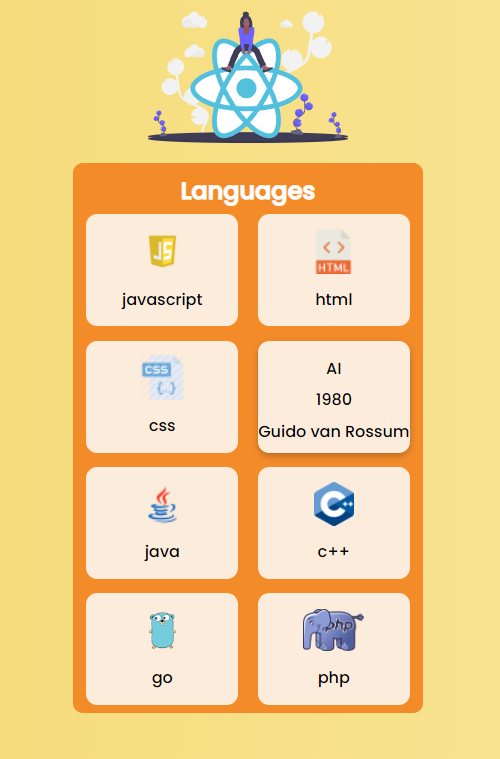 Languages
JS
javascript
HTML
html
CSS
css
AI
1980
Guido van Rossum
java
C++
c++
go
php
php